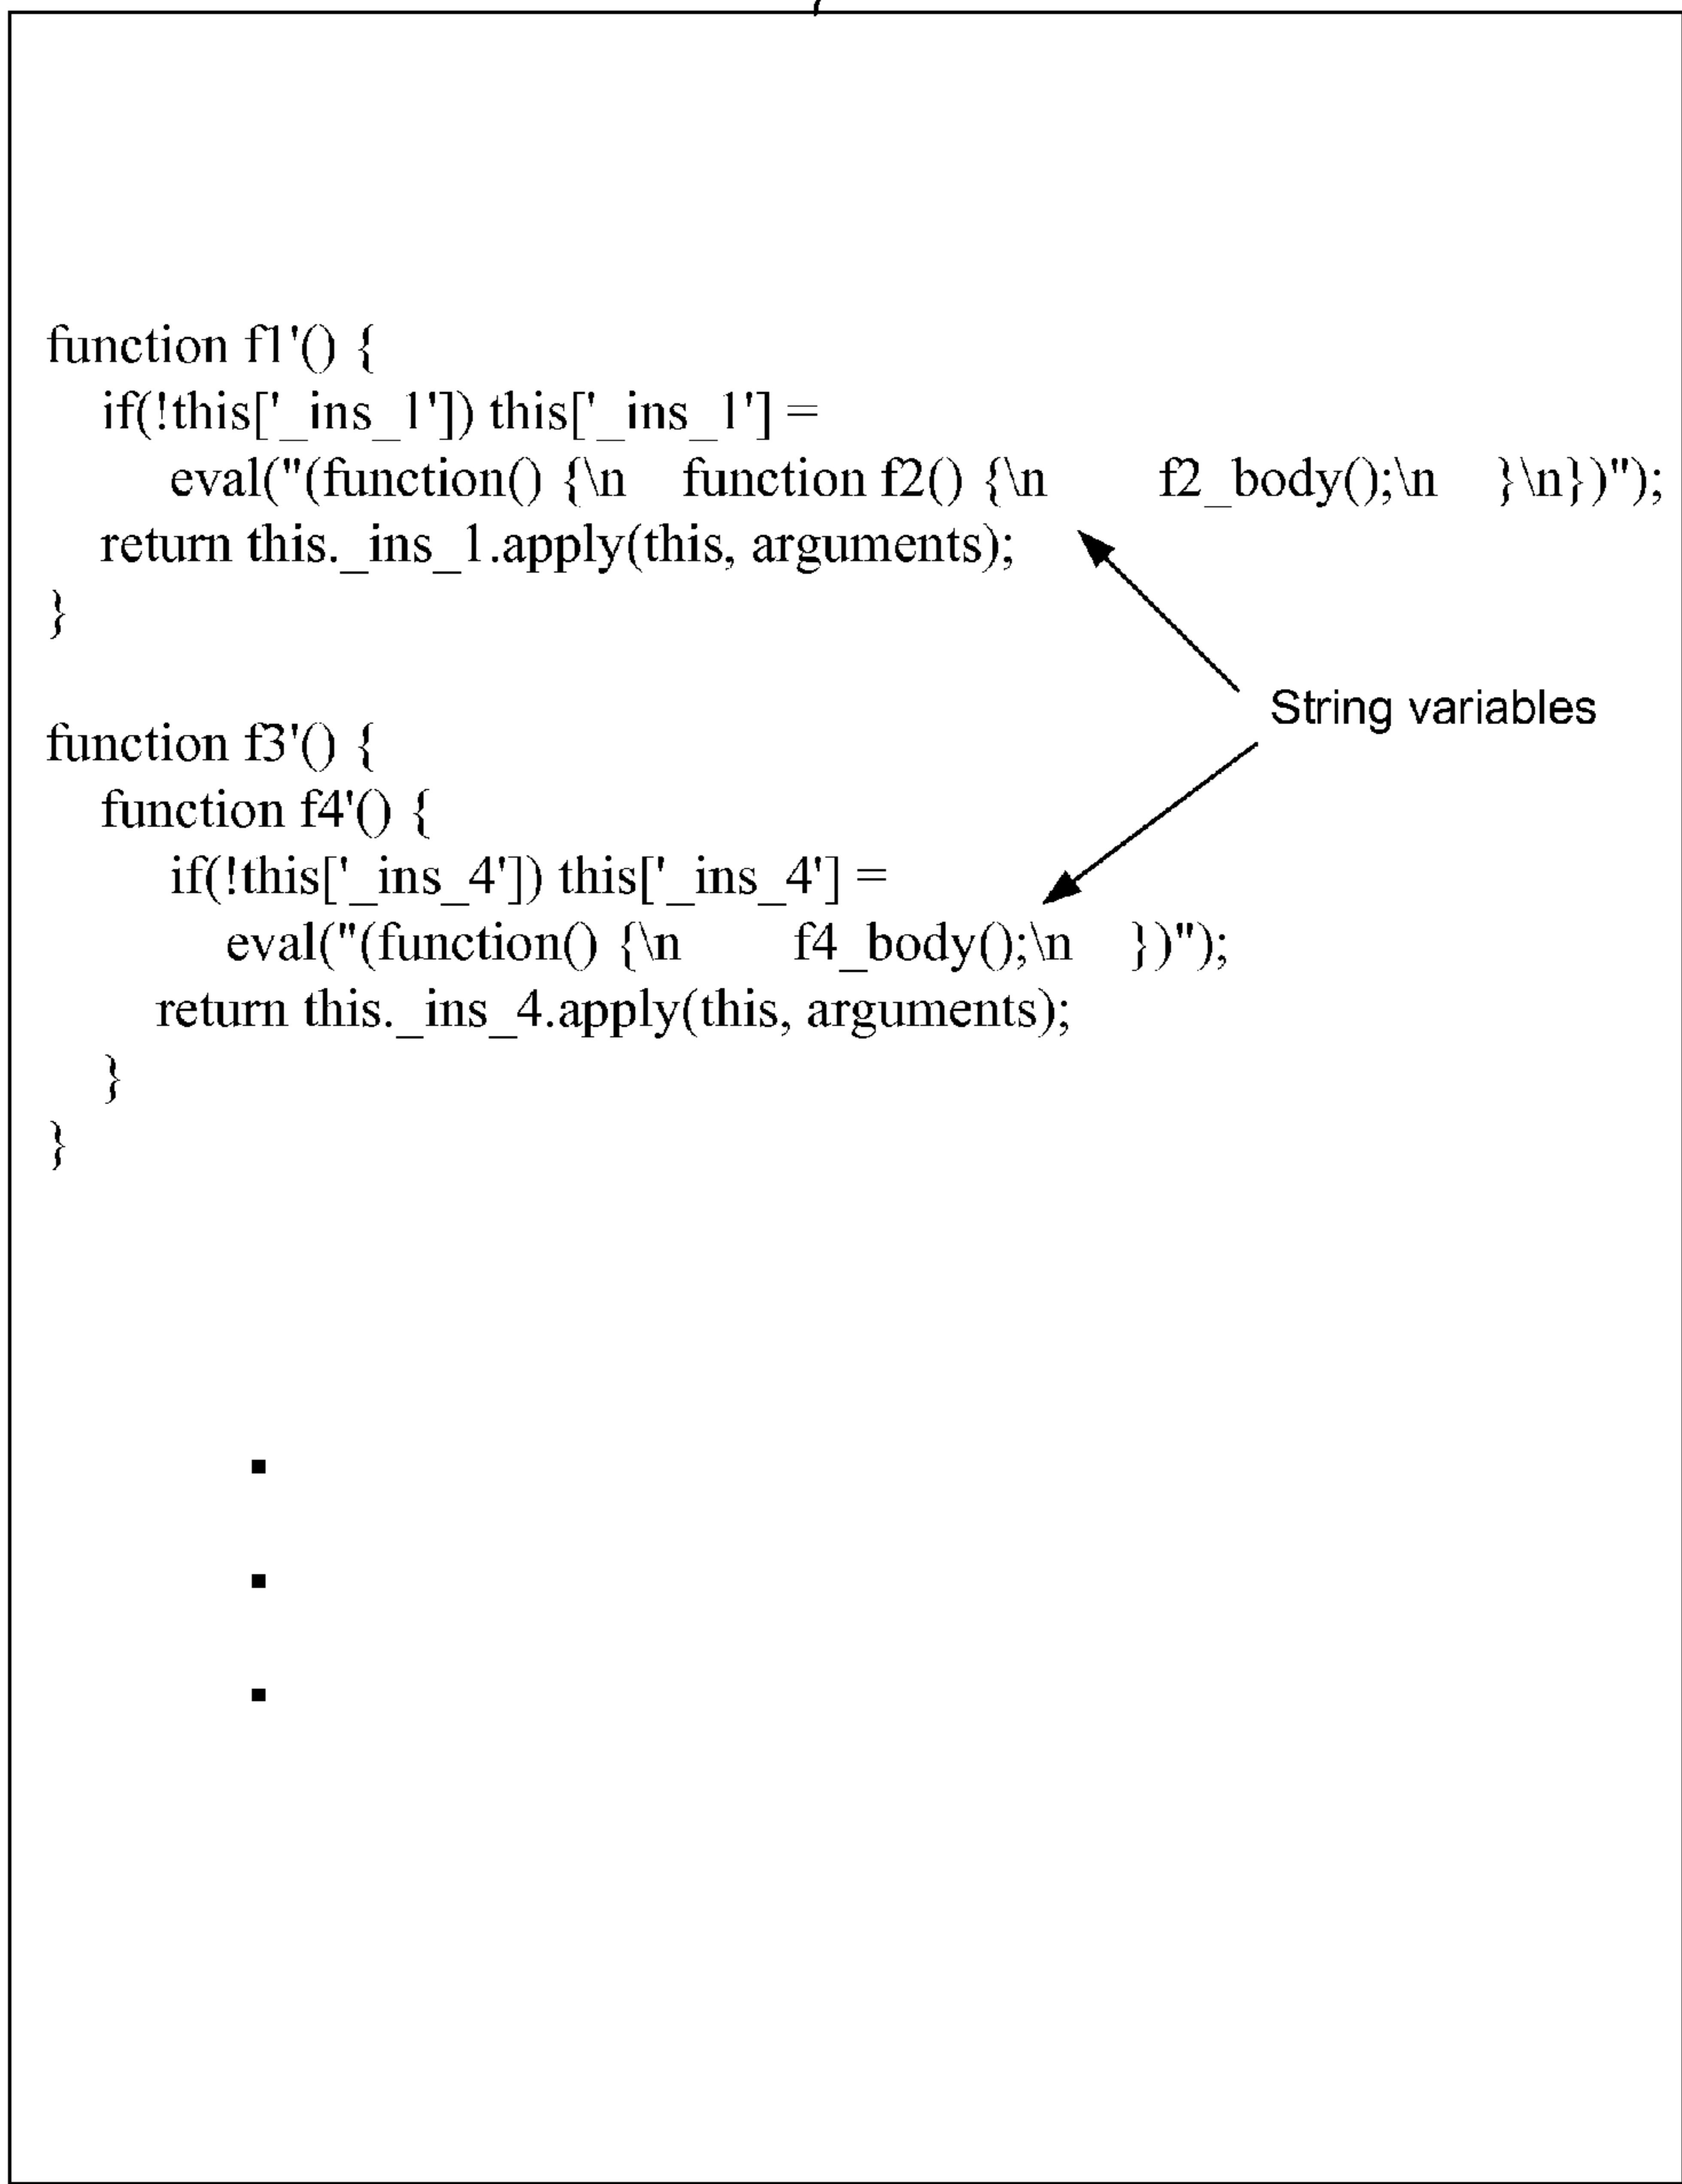 function f1'() {
if(!this['_ins_1']) this['_ins_1'] =
eval("(function() {\n    function f2() {\n        f2_body();\n    }\n})");
return this._ins_1.apply(this, arguments);
}
String variables
function f3'() {
function f4'() {
if(!this['_ins_4']) this['_ins_4'] =
eval("(function() {\n        f4_body();\n    })");
return this._ins_4.apply(this, arguments);
}
}